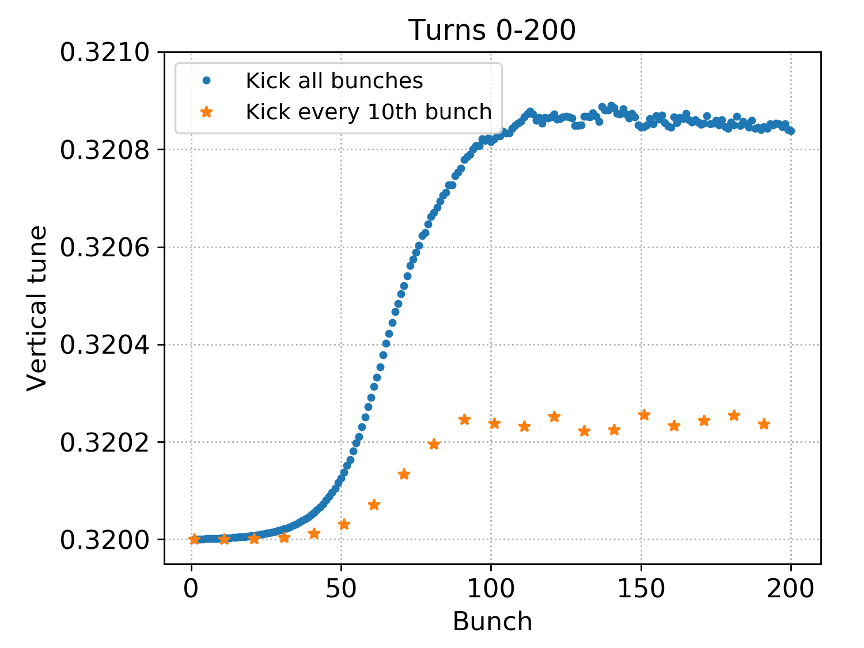 Turns 0-200
0.3210
Kick all bunches
Kick every 10th bunch
0.3208
0.3206
Vertical tune
0.3204
0.3202
0.3200
0 50 100 150 200
Bunch